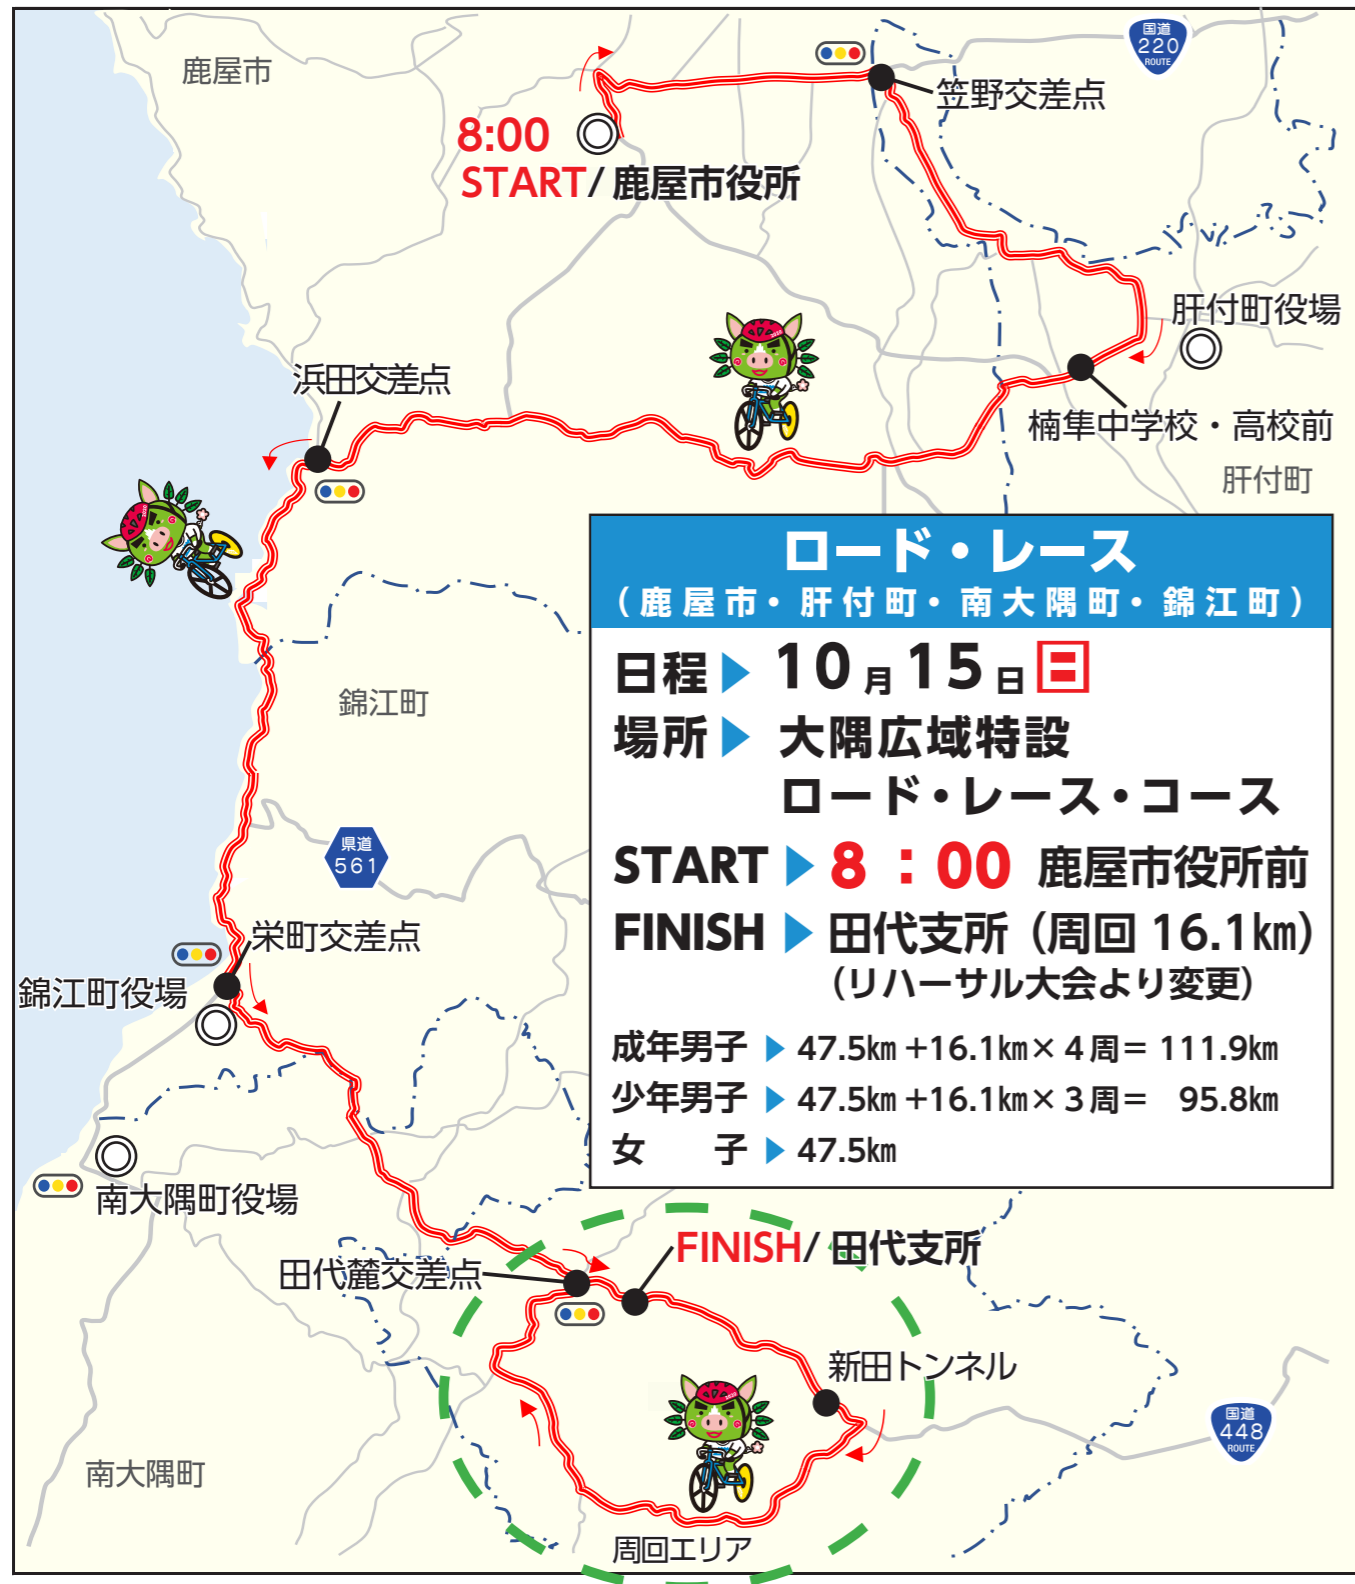 鹿屋市
国道
220
ROUTE
笠野交差点
8:00
START/ 鹿屋市役所
肝付町役場
浜田交差点
楠隼中学校・高校前
肝付町
ロード・レース
(鹿屋市・肝付町・南大隅町・錦江町)
日程▶ 10月15日日
場所▶ 大隅広域特設
ロード・レース・コース
START ▶ 8：00 鹿屋市役所前
FINISH ▶ 田代支所（周回 16.1㎞）
（リハーサル大会より変更）
成年男子 ▶ 47.5㎞+16.1㎞×４周＝ 111.9㎞
少年男子 ▶ 47.5㎞+16.1㎞×３周＝ 95.8㎞
女　子 ▶ 47.5㎞
錦江町
県道
561
栄町交差点
錦江町役場
南大隅町役場
FINISH/ 田代支所
田代麓交差点
新田トンネル
国道
448
ROUTE
南大隅町
周回エリア